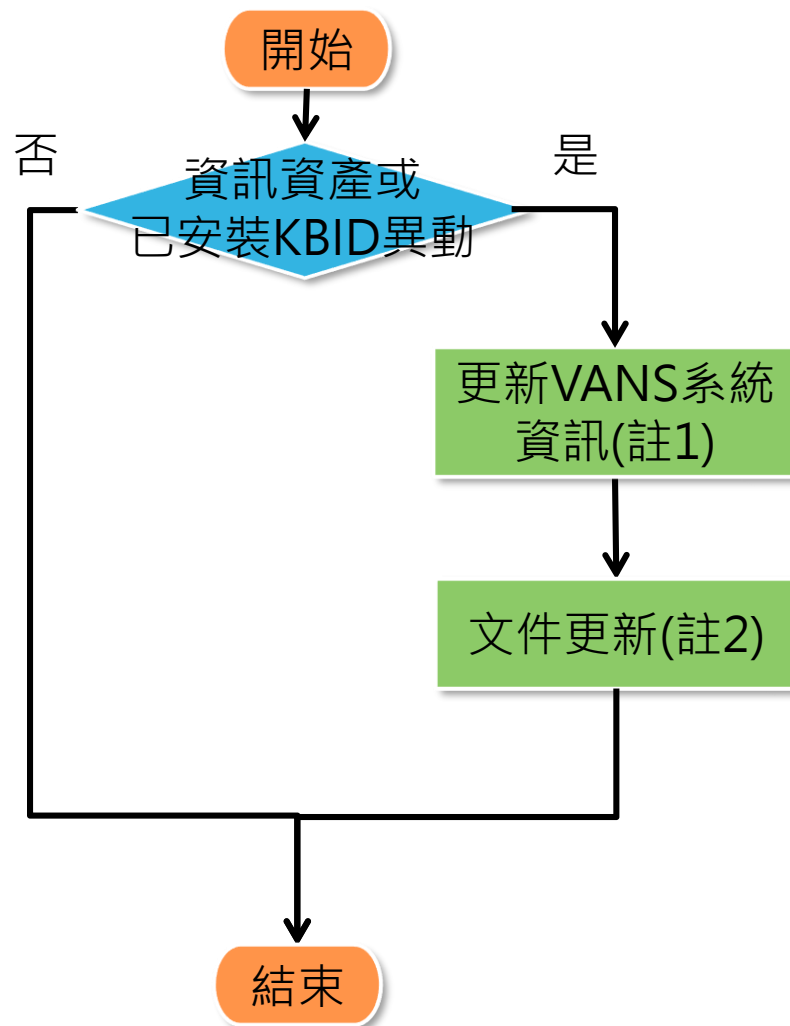 開始
否
是
資訊資產或
已安裝KBID異動
更新VANS系統
資訊(註1)
文件更新(註2)
結束